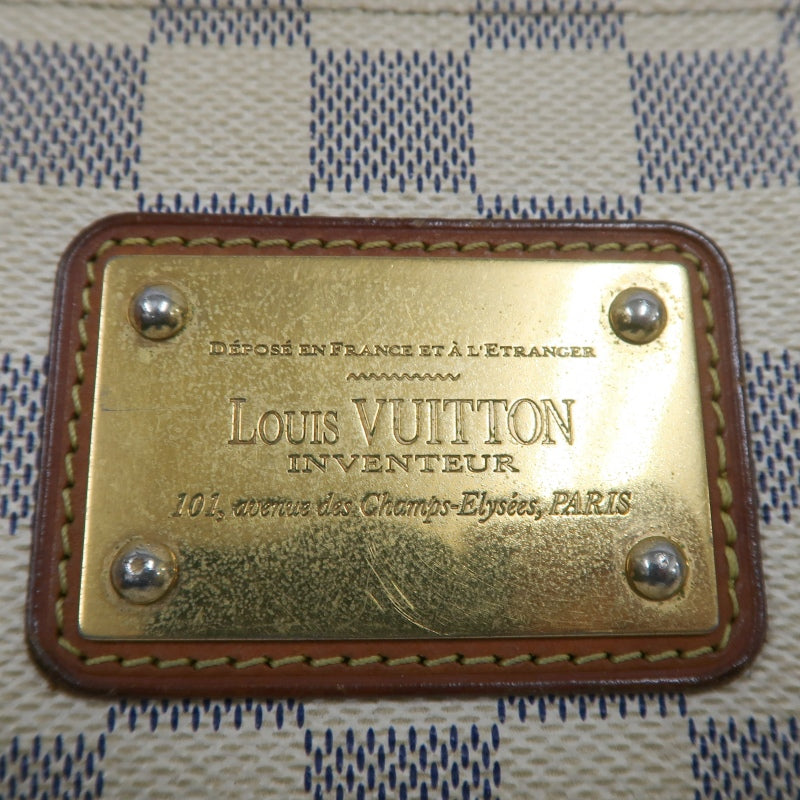 DÉPOSÉ EN FRANCE ET À L'ETRANGER
LOUIS VUITTON
INVENTEUR
101, avenue des Champs-Elysées, PARIS